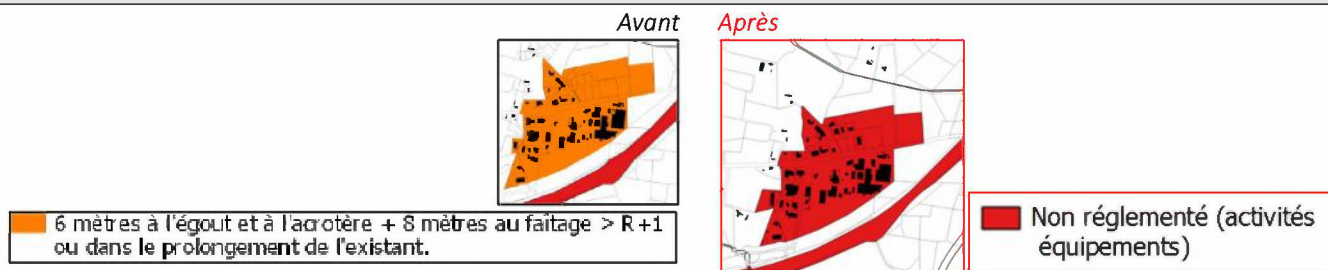 Avant
Après
6 mètres à l'égout et à l'acrotère + 8 mètres au faîtage > R+1
ou dans le prolongement de l'existant.
Non réglementé (activités
équipements)